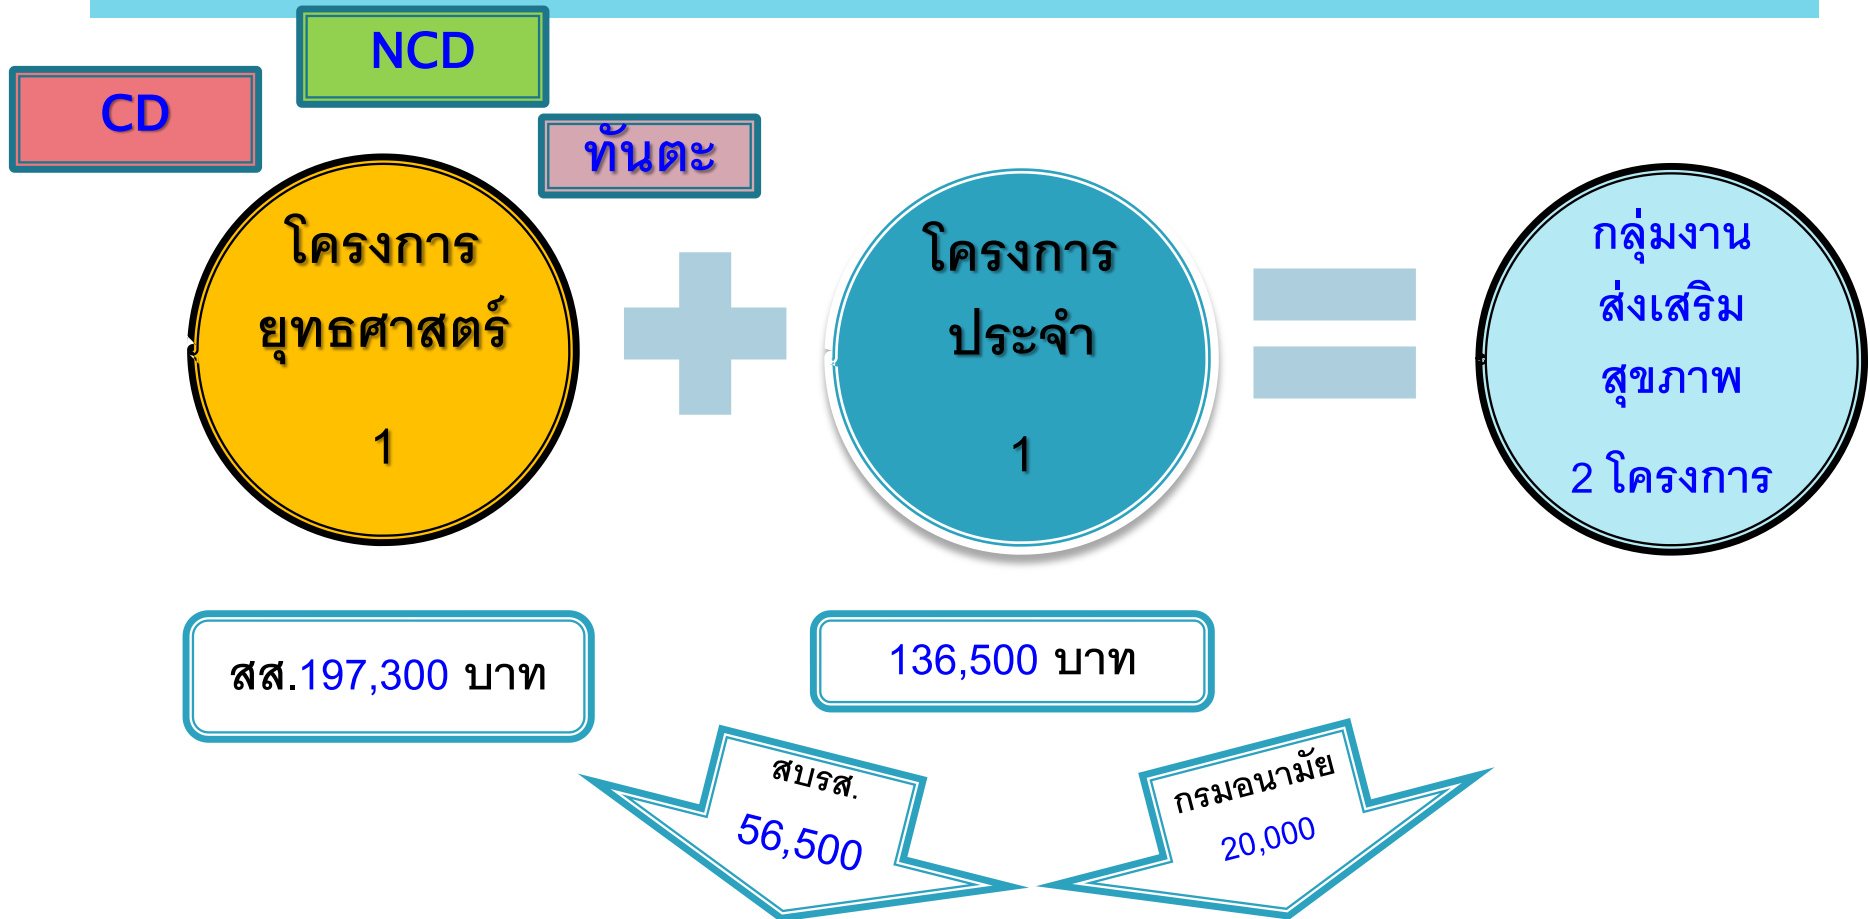 NCD
CD
ทันตะ
โครงการ
ยุทธศาสตร์
1
โครงการ
ประจำ
1
กลุ่มงาน
ส่งเสริม
สุขภาพ
2 โครงการ
สส.197,300 บาท
136,500 บาท
สบรส.
56,500
กรมอนามัย
20,000